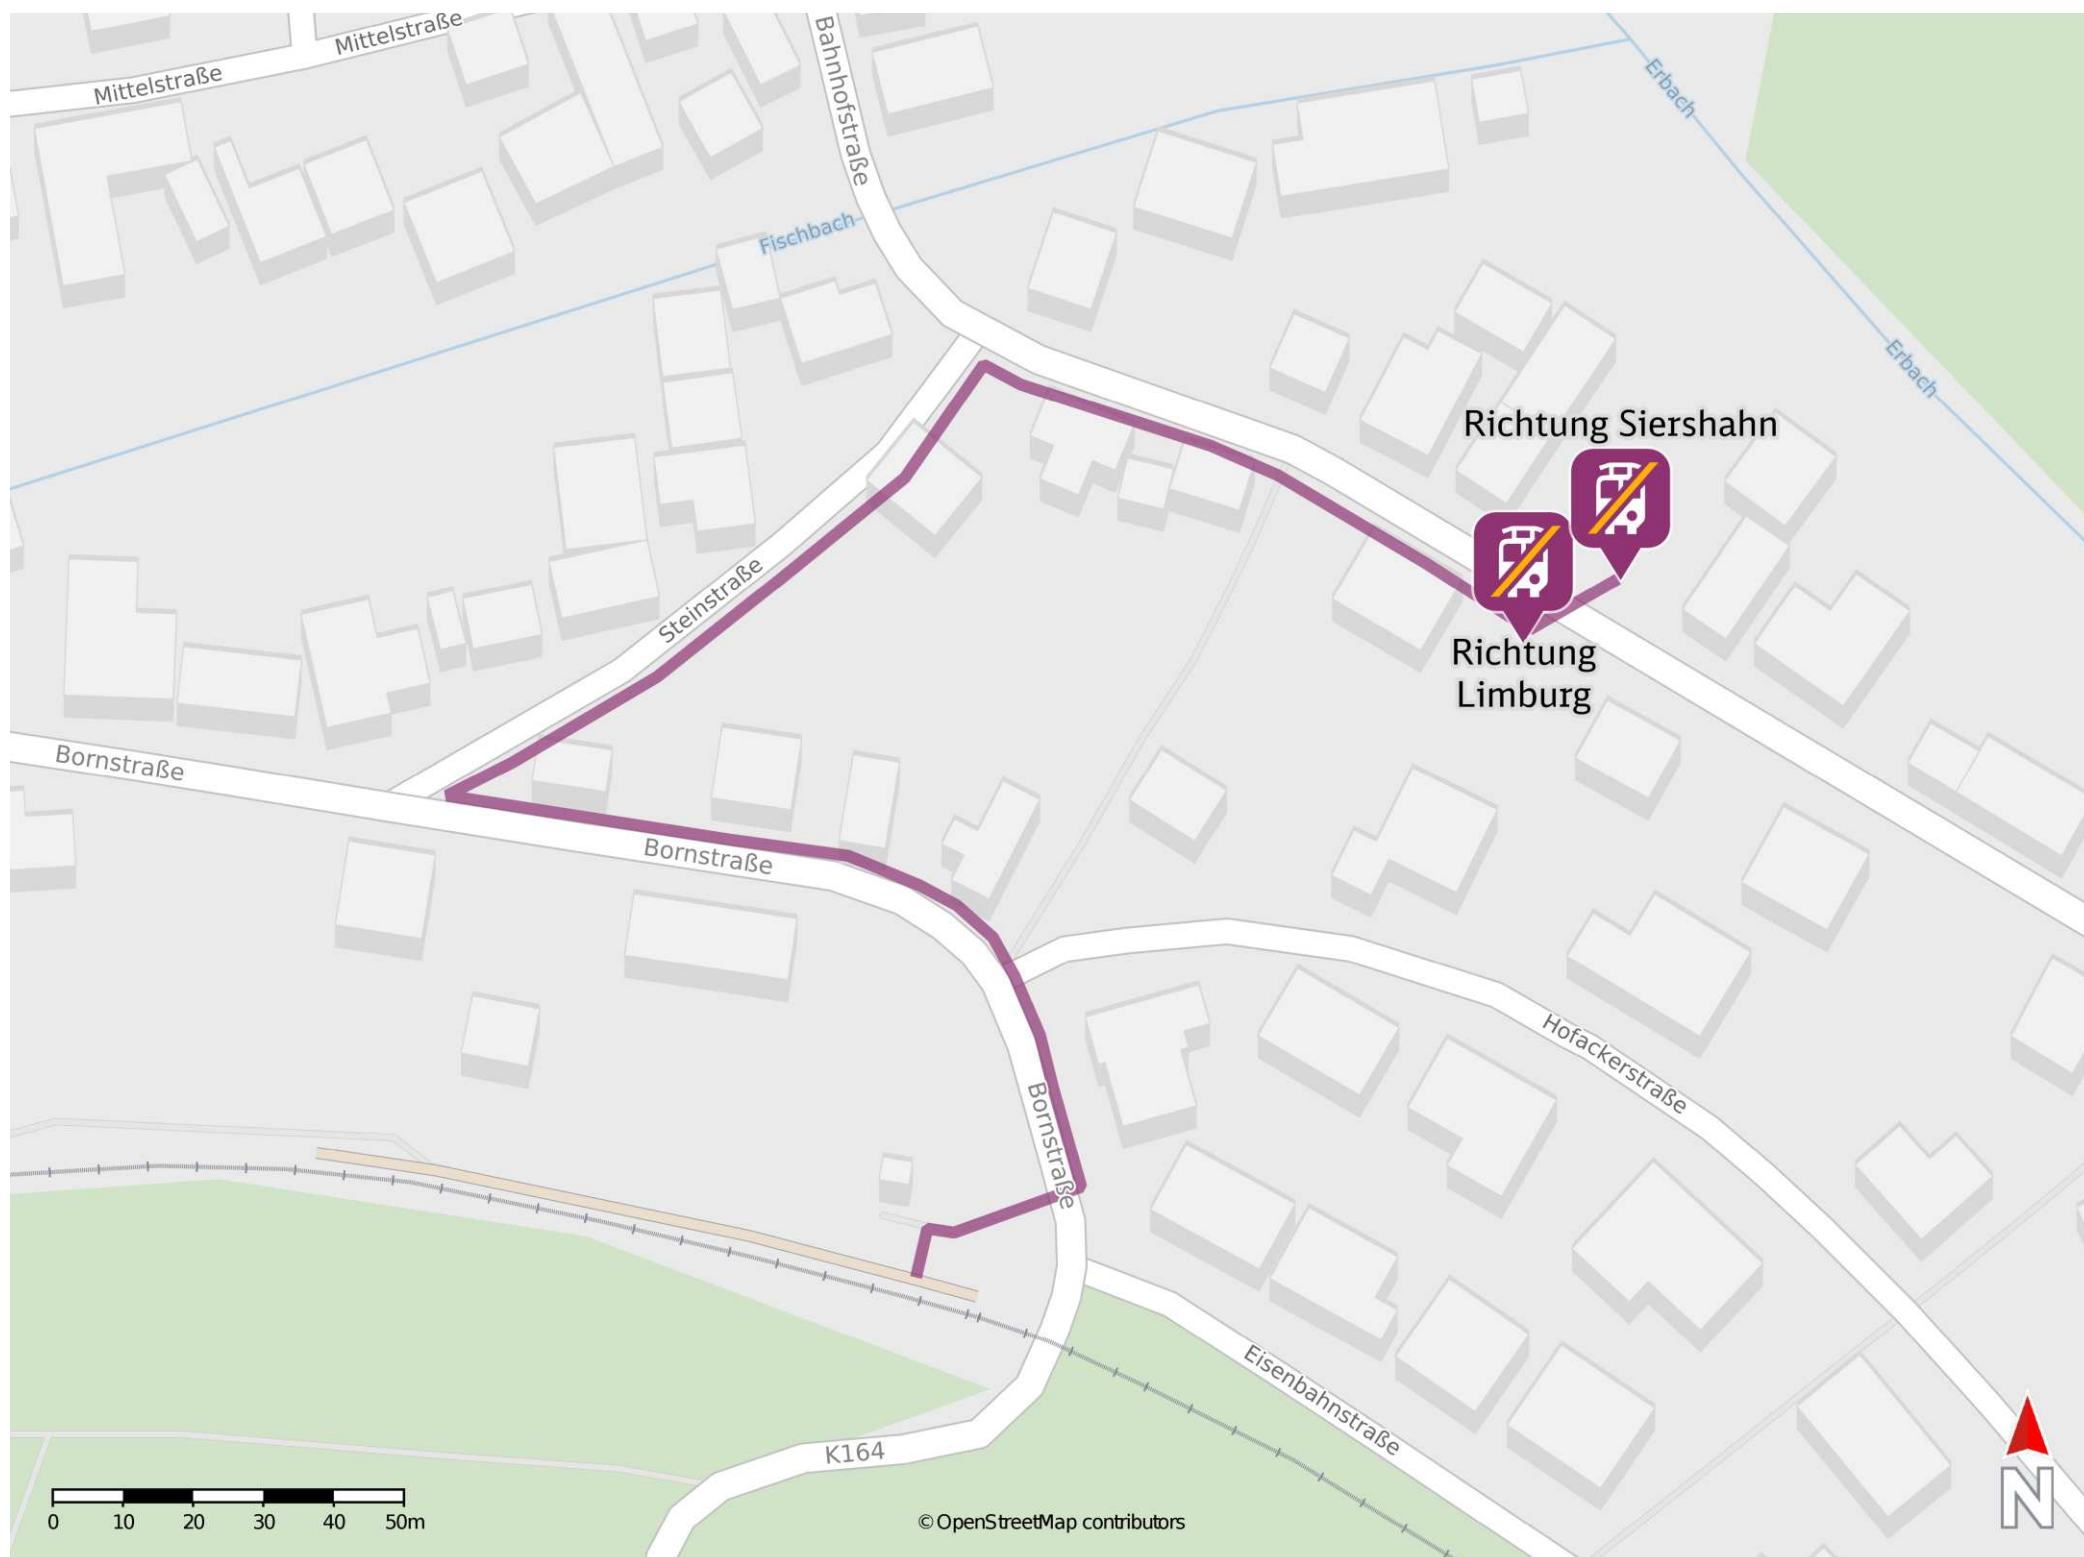 Mittelstraße
Mittelstraße
Bahnhofstraße
Erbach
Fischbach
Erbach
Richtung Siershahn
Steinstraße
Richtung
Limburg
Bornstraße
Bornstraße
Hofackerstraße
Bornstraße
Eisenbahnstraße
K164
N
0 10 20 30 40 50m
© OpenStreetMap contributors